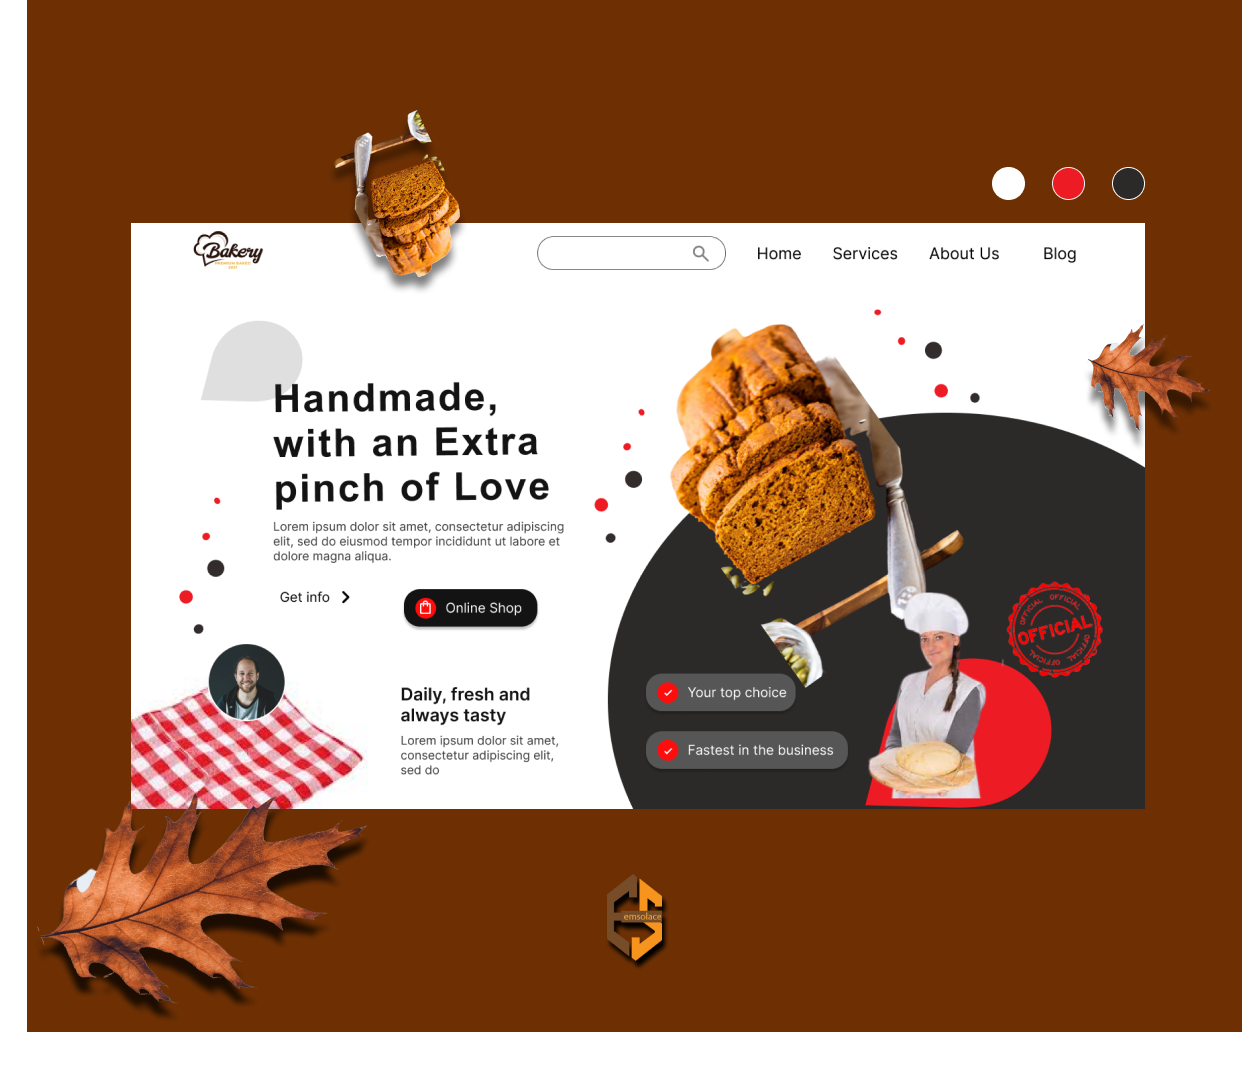 Bakery
PREMIUM BAKED
Home
Services
About Us
Blog
Handmade,
with an Extra
pinch of Love
Lorem ipsum dolor sit amet, consectetur adipiscing
elit, sed do eiusmod tempor incididunt ut labore et
dolore magna aliqua.
Get info
Online Shop
Daily, fresh and
always tasty
Lorem ipsum dolor sit amet,
consectetur adipiscing elit,
sed do
Your top choice
Fastest in the business
OFFICIAL OFFICIAL
OFFICIAL
OFFICIAL OFFICIAL
emsolace